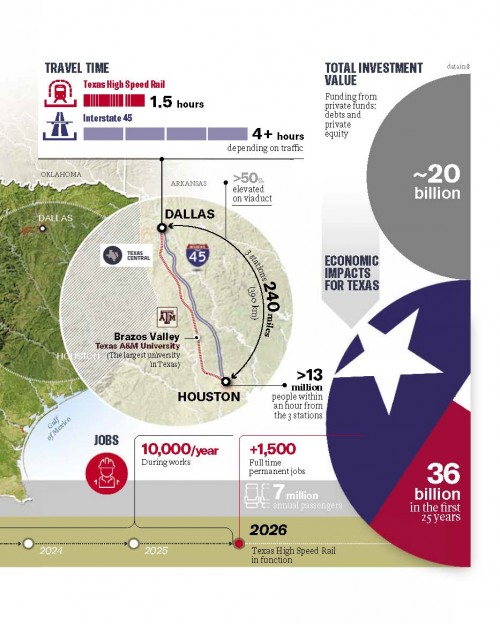 TRAVEL TIME
Texas High Speed Rail
1.5 hours
Interstate 45
4+ hours
depending on traffic
TOTAL INVESTMENT
VALUE
data in $
Funding from
private funds:
debts and
private
equity
~20
billion
OKLAHOMA
ARKANSAS
>50%
elevated
on viaduct
DALLAS
DALLAS
TEXAS
CENTRAL
45
3 stations
240 miles
(390 km)
ECONOMIC
IMPACTS
FOR TEXAS
ATM
Brazos Valley
Texas A&M University
(The largest university
in Texas)
HOUSTON
HOUSTON
>13
million
people within
an hour from
the 3 stations
Gulf
of Mexico
JOBS
10,000/year
During works
+1,500
Full time
permanent jobs
7 million
annual passengers
36
billion
in the first
25 years
2024
2025
2026
Texas High Speed Rail
in function